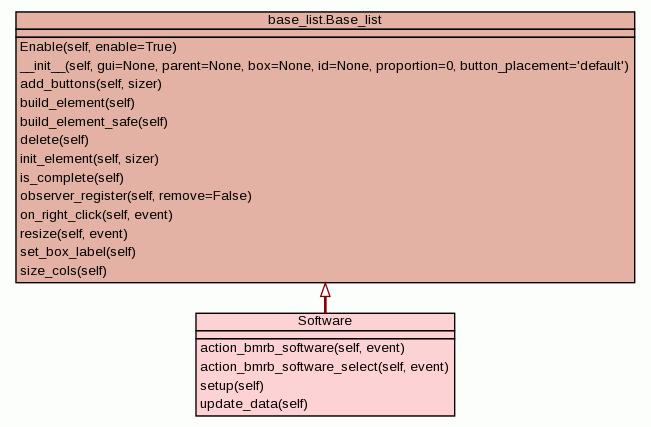 base_list.Base_list
Enable(self, enable=True)
__init__(self, gui=None, parent=None, box=None, id=None, proportion=0, button_placement='default')
add_buttons(self, sizer)
build_element(self)
build_element_safe(self)
delete(self)
init_element(self, sizer)
is_complete(self)
observer_register(self, remove=False)
on_right_click(self, event)
resize(self, event)
set_box_label(self)
size_cols(self)
Software
action_bmrb_software(self, event)
action_bmrb_software_select(self, event)
setup(self)
update_data(self)